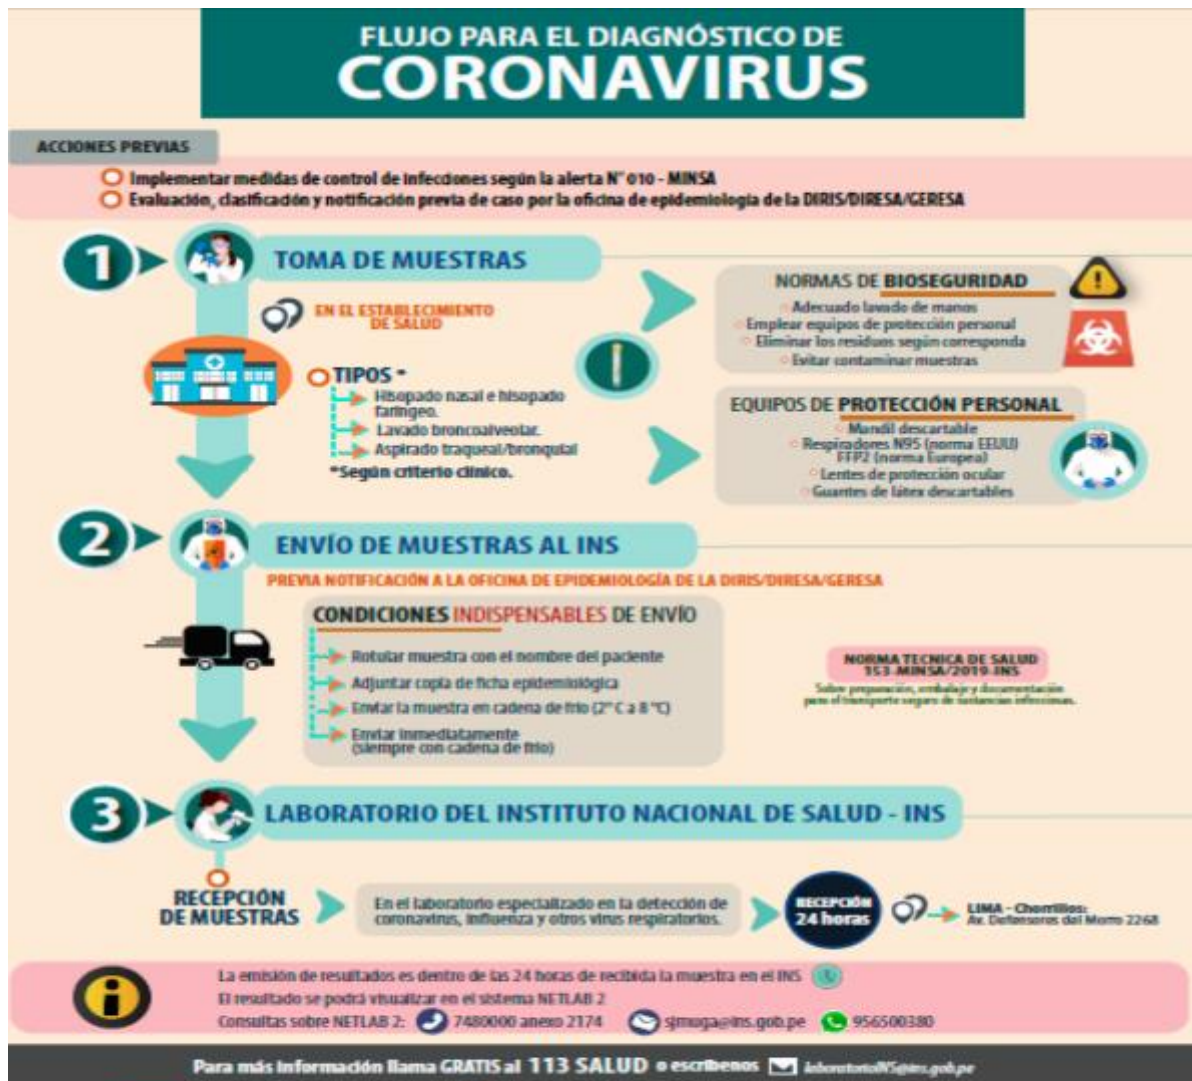 FLUJO PARA EL DIAGNÓSTICO DE
CORONAVIRUS
ACCIONES PREVIAS
Implementar medidas de control de infecciones según la alerta N° 010 - MINSA
Evaluación, clasificación y notificación previa de caso por la oficina de epidemiología de la DIRIS/DIRESA/GERESA
1
TOMA DE MUESTRAS
EN EL ESTABLECIMIENTO
DE SALUD
TIPOS *
Hisopado nasal e hisopado
faríngeo.
Lavado broncoalveolar.
Aspirado traqueal/bronquial
*Según criterio clínico.
NORMAS DE BIOSEGURIDAD
Adecuado lavado de manos
Emplear equipos de protección personal
Eliminar los residuos según corresponda
Evitar contaminar muestras
EQUIPOS DE PROTECCIÓN PERSONAL
Mandil descartable
Respiradores N95 (norma EEUU)
FFP2 (norma Europea)
Lentes de protección ocular
Guantes de látex descartables
2
ENVÍO DE MUESTRAS AL INS
PREVIA NOTIFICACIÓN A LA OFICINA DE EPIDEMIOLOGÍA DE LA DIRIS/DIRESA/GERESA
CONDICIONES INDISPENSABLES DE ENVÍO
Rotular muestra con el nombre del paciente
Adjuntar copia de ficha epidemiológica
Enviar la muestra en cadena de frio (2° C a 8 °C)
Enviar inmediatamente
(siempre con cadena de frio)
NORMA TECNICA DE SALUD
153-MINSA/2019-INS
Sobre preparación, embalaje y documentación
para el transporte seguro de sustancias infecciosas.
3
LABORATORIO DEL INSTITUTO NACIONAL DE SALUD - INS
RECEPCIÓN
DE MUESTRAS
En el laboratorio especializado en la detección de
coronavirus, influenza y otros virus respiratorios.
RECEPCIÓN
24 horas
LIMA - Chorrillos:
Av. Defensores del Morro 2268
La emisión de resultados es dentro de las 24 horas de recibida la muestra en el INS
El resultado se podrá visualizar en el sistema NETLAB 2
Consultas sobre NETLAB 2: 7480000 anexo 2174 sjmuga@ins.gob.pe 956500380
Para más información llama GRATIS al 113 SALUD o escríbenos laboratorioINS@ins.gob.pe